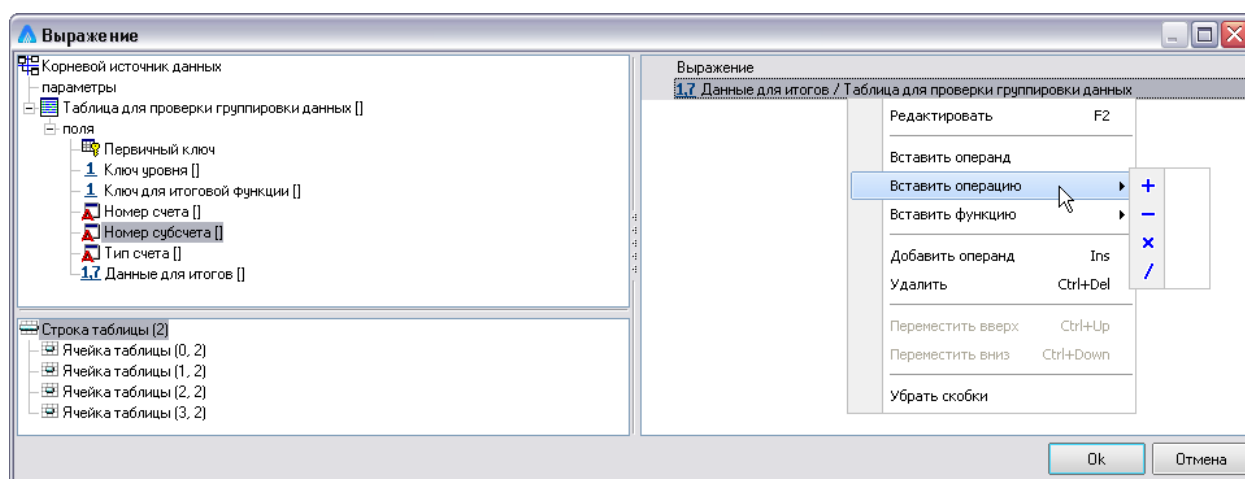 Выражение
Корневой источник данных
параметры
Таблица для проверки группировки данных []
поля
Первичный ключ
1 Ключ уровня []
1 Ключ для итоговой функции []
A Номер счета []
A Номер субсчета []
A Тип счета []
1,7 Данные для итогов []
Строка таблицы (2)
Ячейка таблицы (0, 2)
Ячейка таблицы (1, 2)
Ячейка таблицы (2, 2)
Ячейка таблицы (3, 2)
Выражение
1,7 Данные для итогов / Таблица для проверки группировки данных
Редактировать F2
Вставить операнд
Вставить операцию
Вставить функцию
Добавить операнд Ins
Удалить Ctrl+Del
Переместить вверх Ctrl+Up
Переместить вниз Ctrl+Down
Убрать скобки
+
−
×
/
Ok Отмена